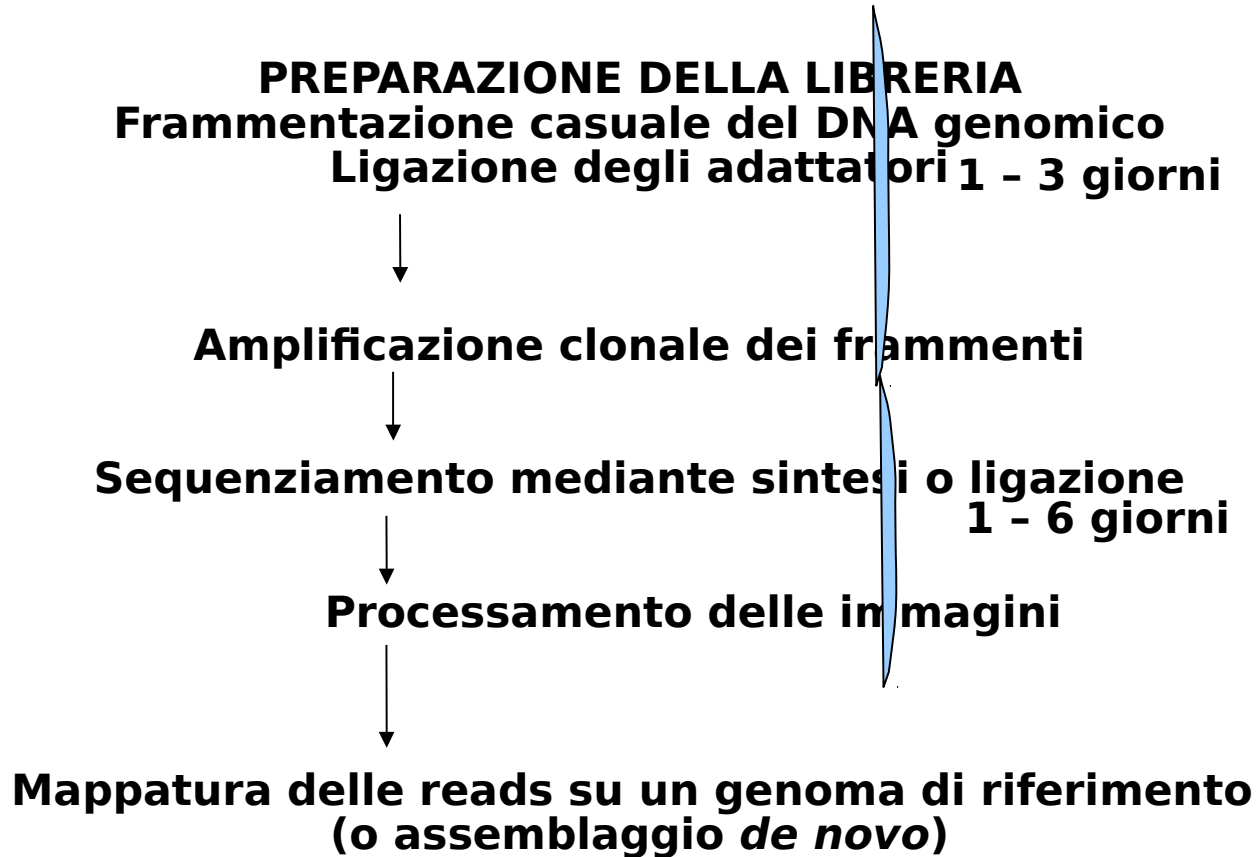 PREPARAZIONE DELLA LIBRERIA
Frammentazione casuale del DNA genomico
Ligazione degli adattatori
1 – 3 giorni
Amplificazione clonale dei frammenti
Sequenziamento mediante sintesi o ligazione
1 – 6 giorni
Processamento delle immagini
Mappatura delle reads su un genoma di riferimento
(o assemblaggio de novo)